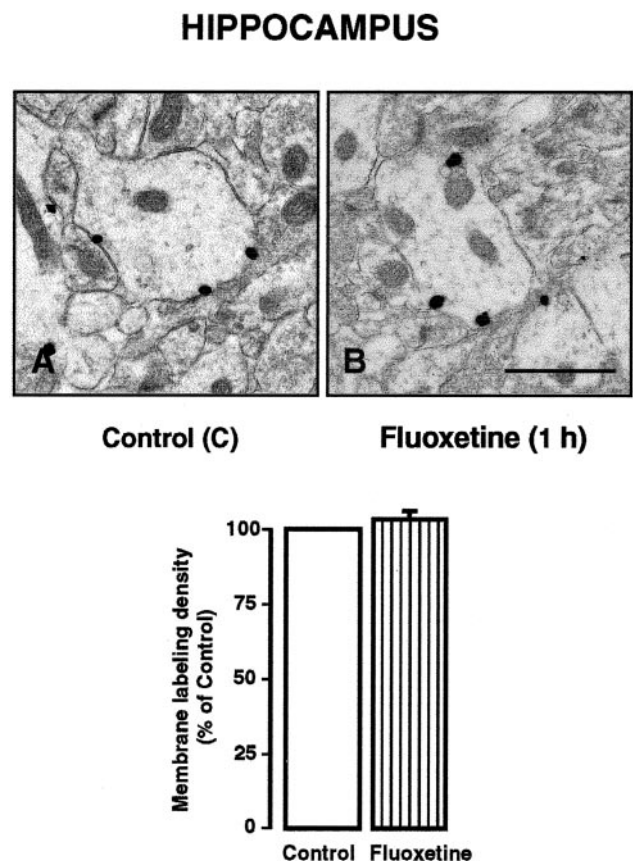 HIPPOCAMPUS
A
B
Control (C)
Fluoxetine (1 h)
Membrane labeling density
(% of Control)
100
75
50
25
0
Control
Fluoxetine